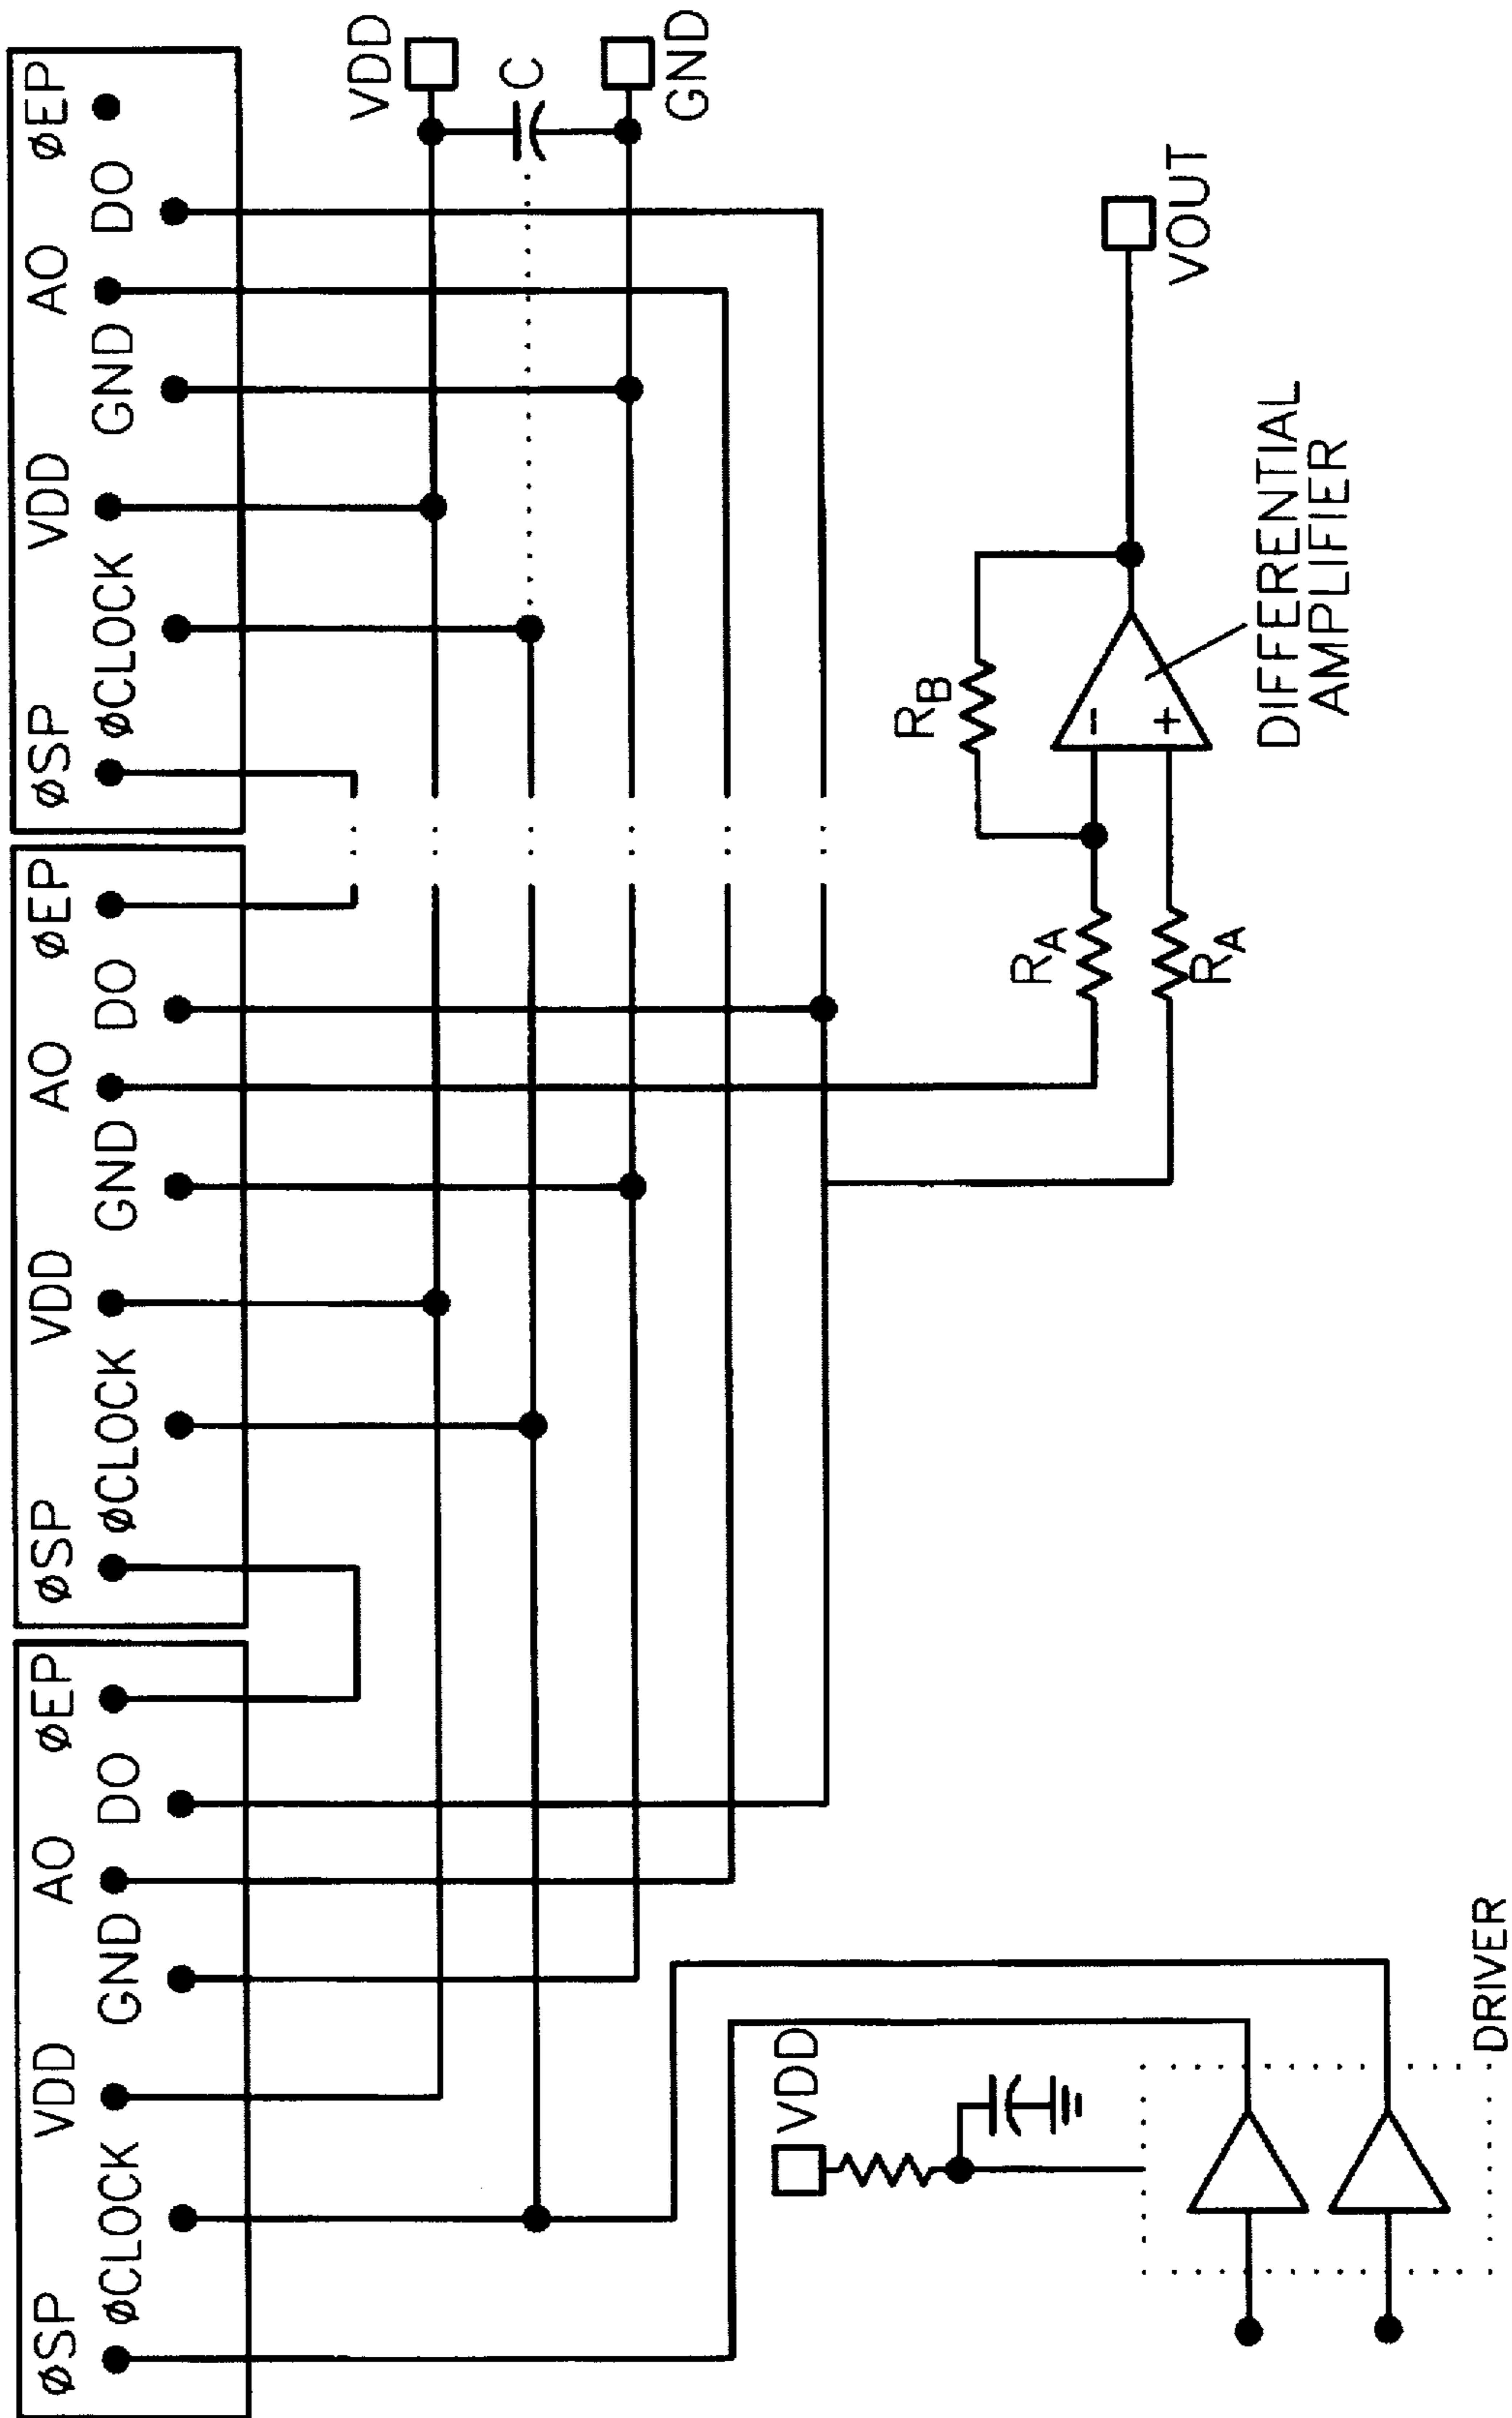 øSP øCLOCK VDD GND AO DO øEP
øSP øCLOCK VDD GND AO DO øEP
øSP øCLOCK VDD GND AO DO øEP
VDD
C
GND
VDD
DRIVER
RA
RA
RB
-
+
DIFFERENTIAL
AMPLIFIER
VOUT